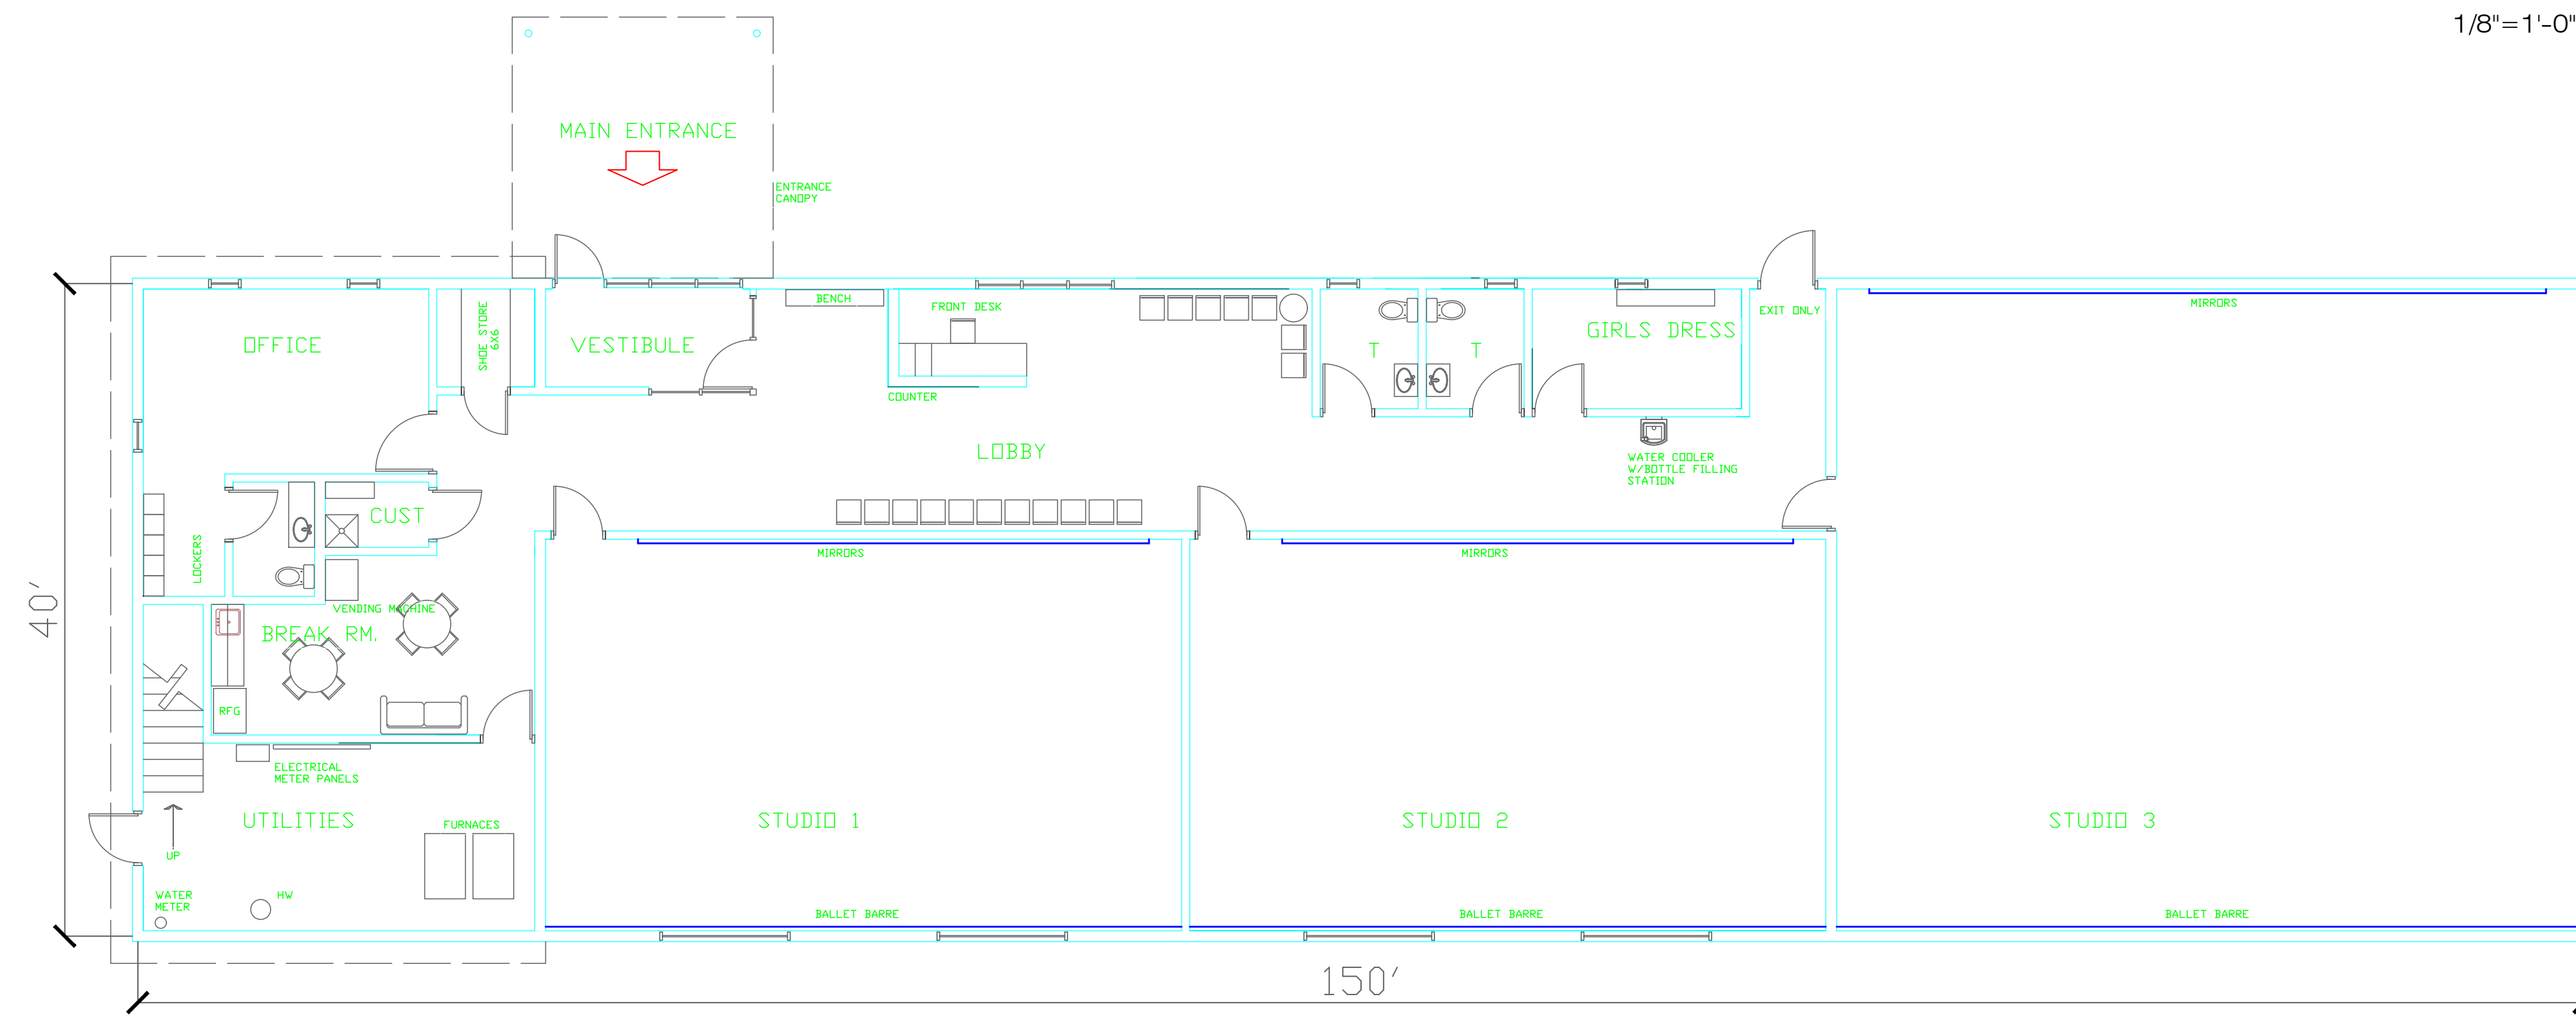 1/8"=1'-0"
MAIN ENTRANCE
ENTRANCE
CANOPY
OFFICE
SHOE STORE
6X6
VESTIBULE
BENCH
FRONT DESK
COUNTER
LOBBY
T
T
GIRLS DRESS
EXIT ONLY
MIRRORS
WATER COOLER
W/BOTTLE FILLING
STATION
CUST
LOCKERS
VENDING MACHINE
BREAK RM.
RFG
MIRRORS
MIRRORS
40'
ELECTRICAL
METER PANELS
UTILITIES
FURNACES
UP
WATER
METER
HW
STUDIO 1
STUDIO 2
STUDIO 3
BALLET BARRE
BALLET BARRE
BALLET BARRE
150'